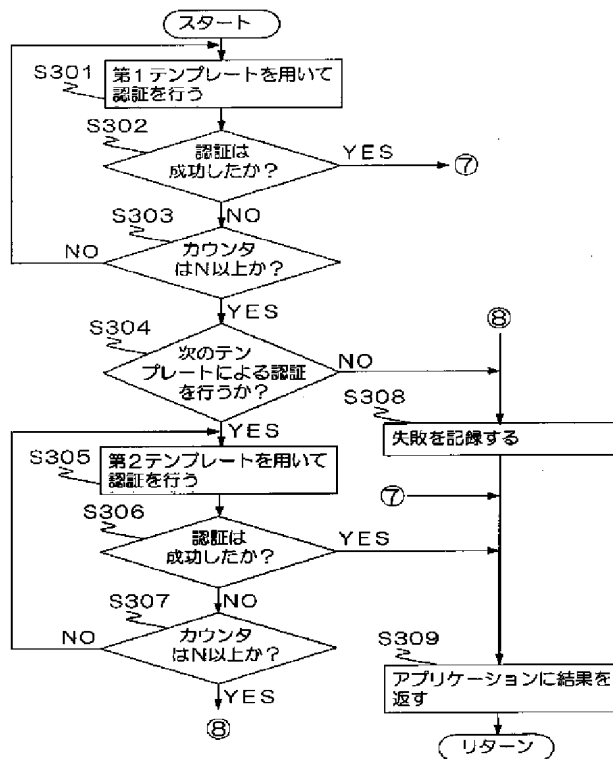 スタート
S301
第1テンプレートを用いて
認証を行う
S302
認証は
成功したか?
YES
⑦
NO
S303
カウンタ
はN以上か?
NO
YES
S304
次のテン
プレートによる認証
を行うか?
NO
⑧
YES
S308
失敗を記録する
S305
第2テンプレートを用いて
認証を行う
⑦
S306
認証は
成功したか?
YES
NO
S307
カウンタ
はN以上か?
NO
YES
⑧
S309
アプリケーションに結果を
返す
リターン